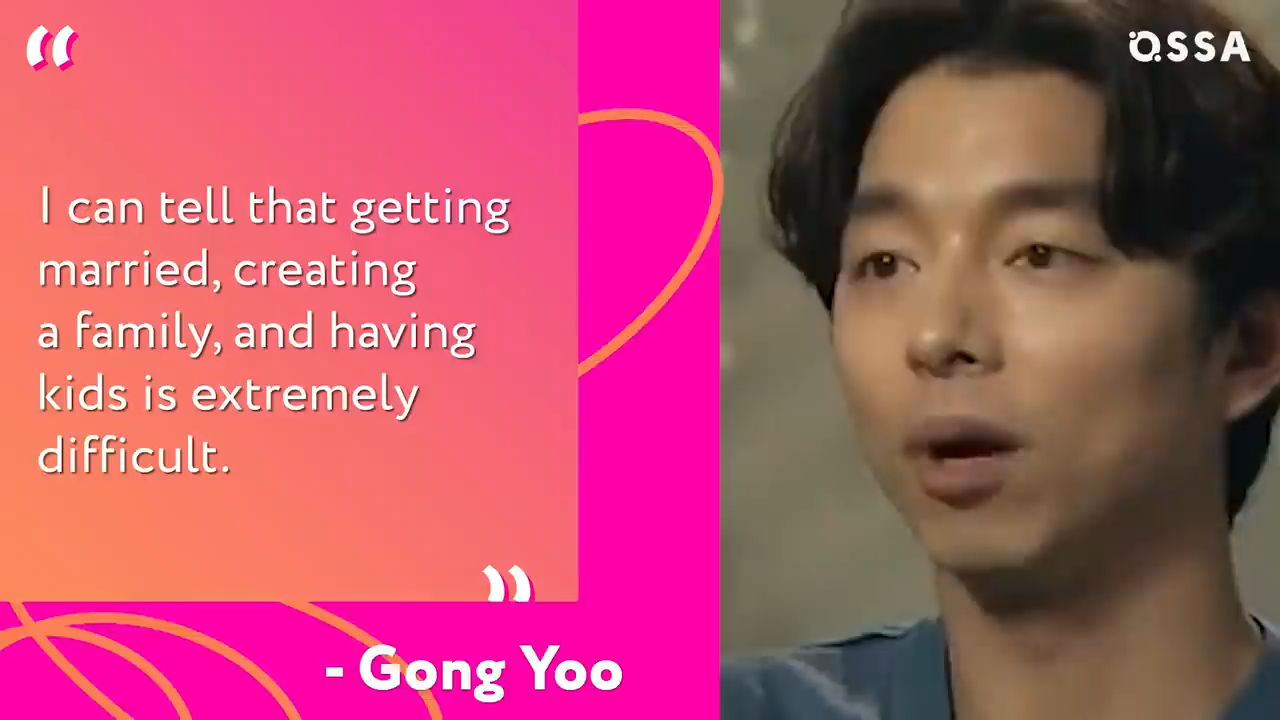 “
OSSA
I can tell that getting
married, creating
a family, and having
kids is extremely
difficult.
”
- Gong Yoo